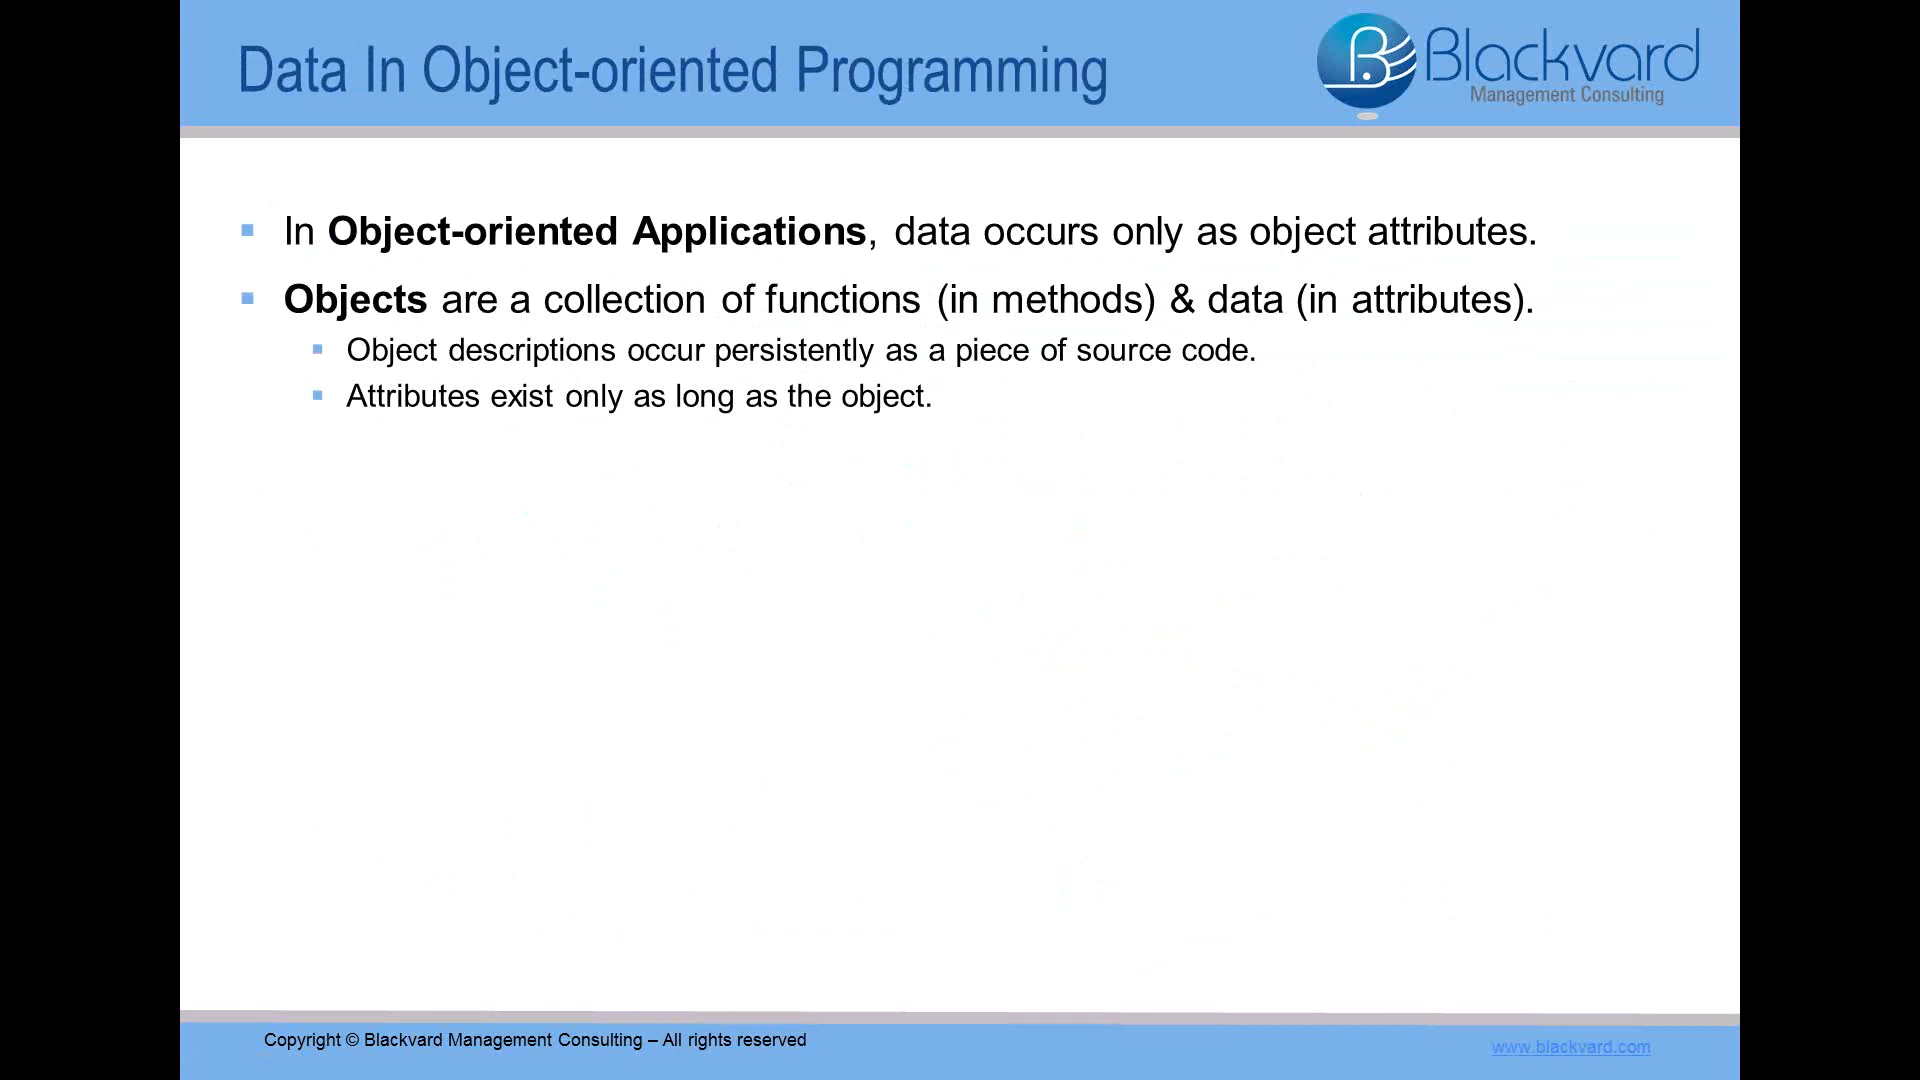 Data In Object-oriented Programming
B Blackvard
Management Consulting
In Object-oriented Applications, data occurs only as object attributes.
Objects are a collection of functions (in methods) & data (in attributes).
Object descriptions occur persistently as a piece of source code.
Attributes exist only as long as the object.
Copyright © Blackvard Management Consulting – All rights reserved
www.blackvard.com